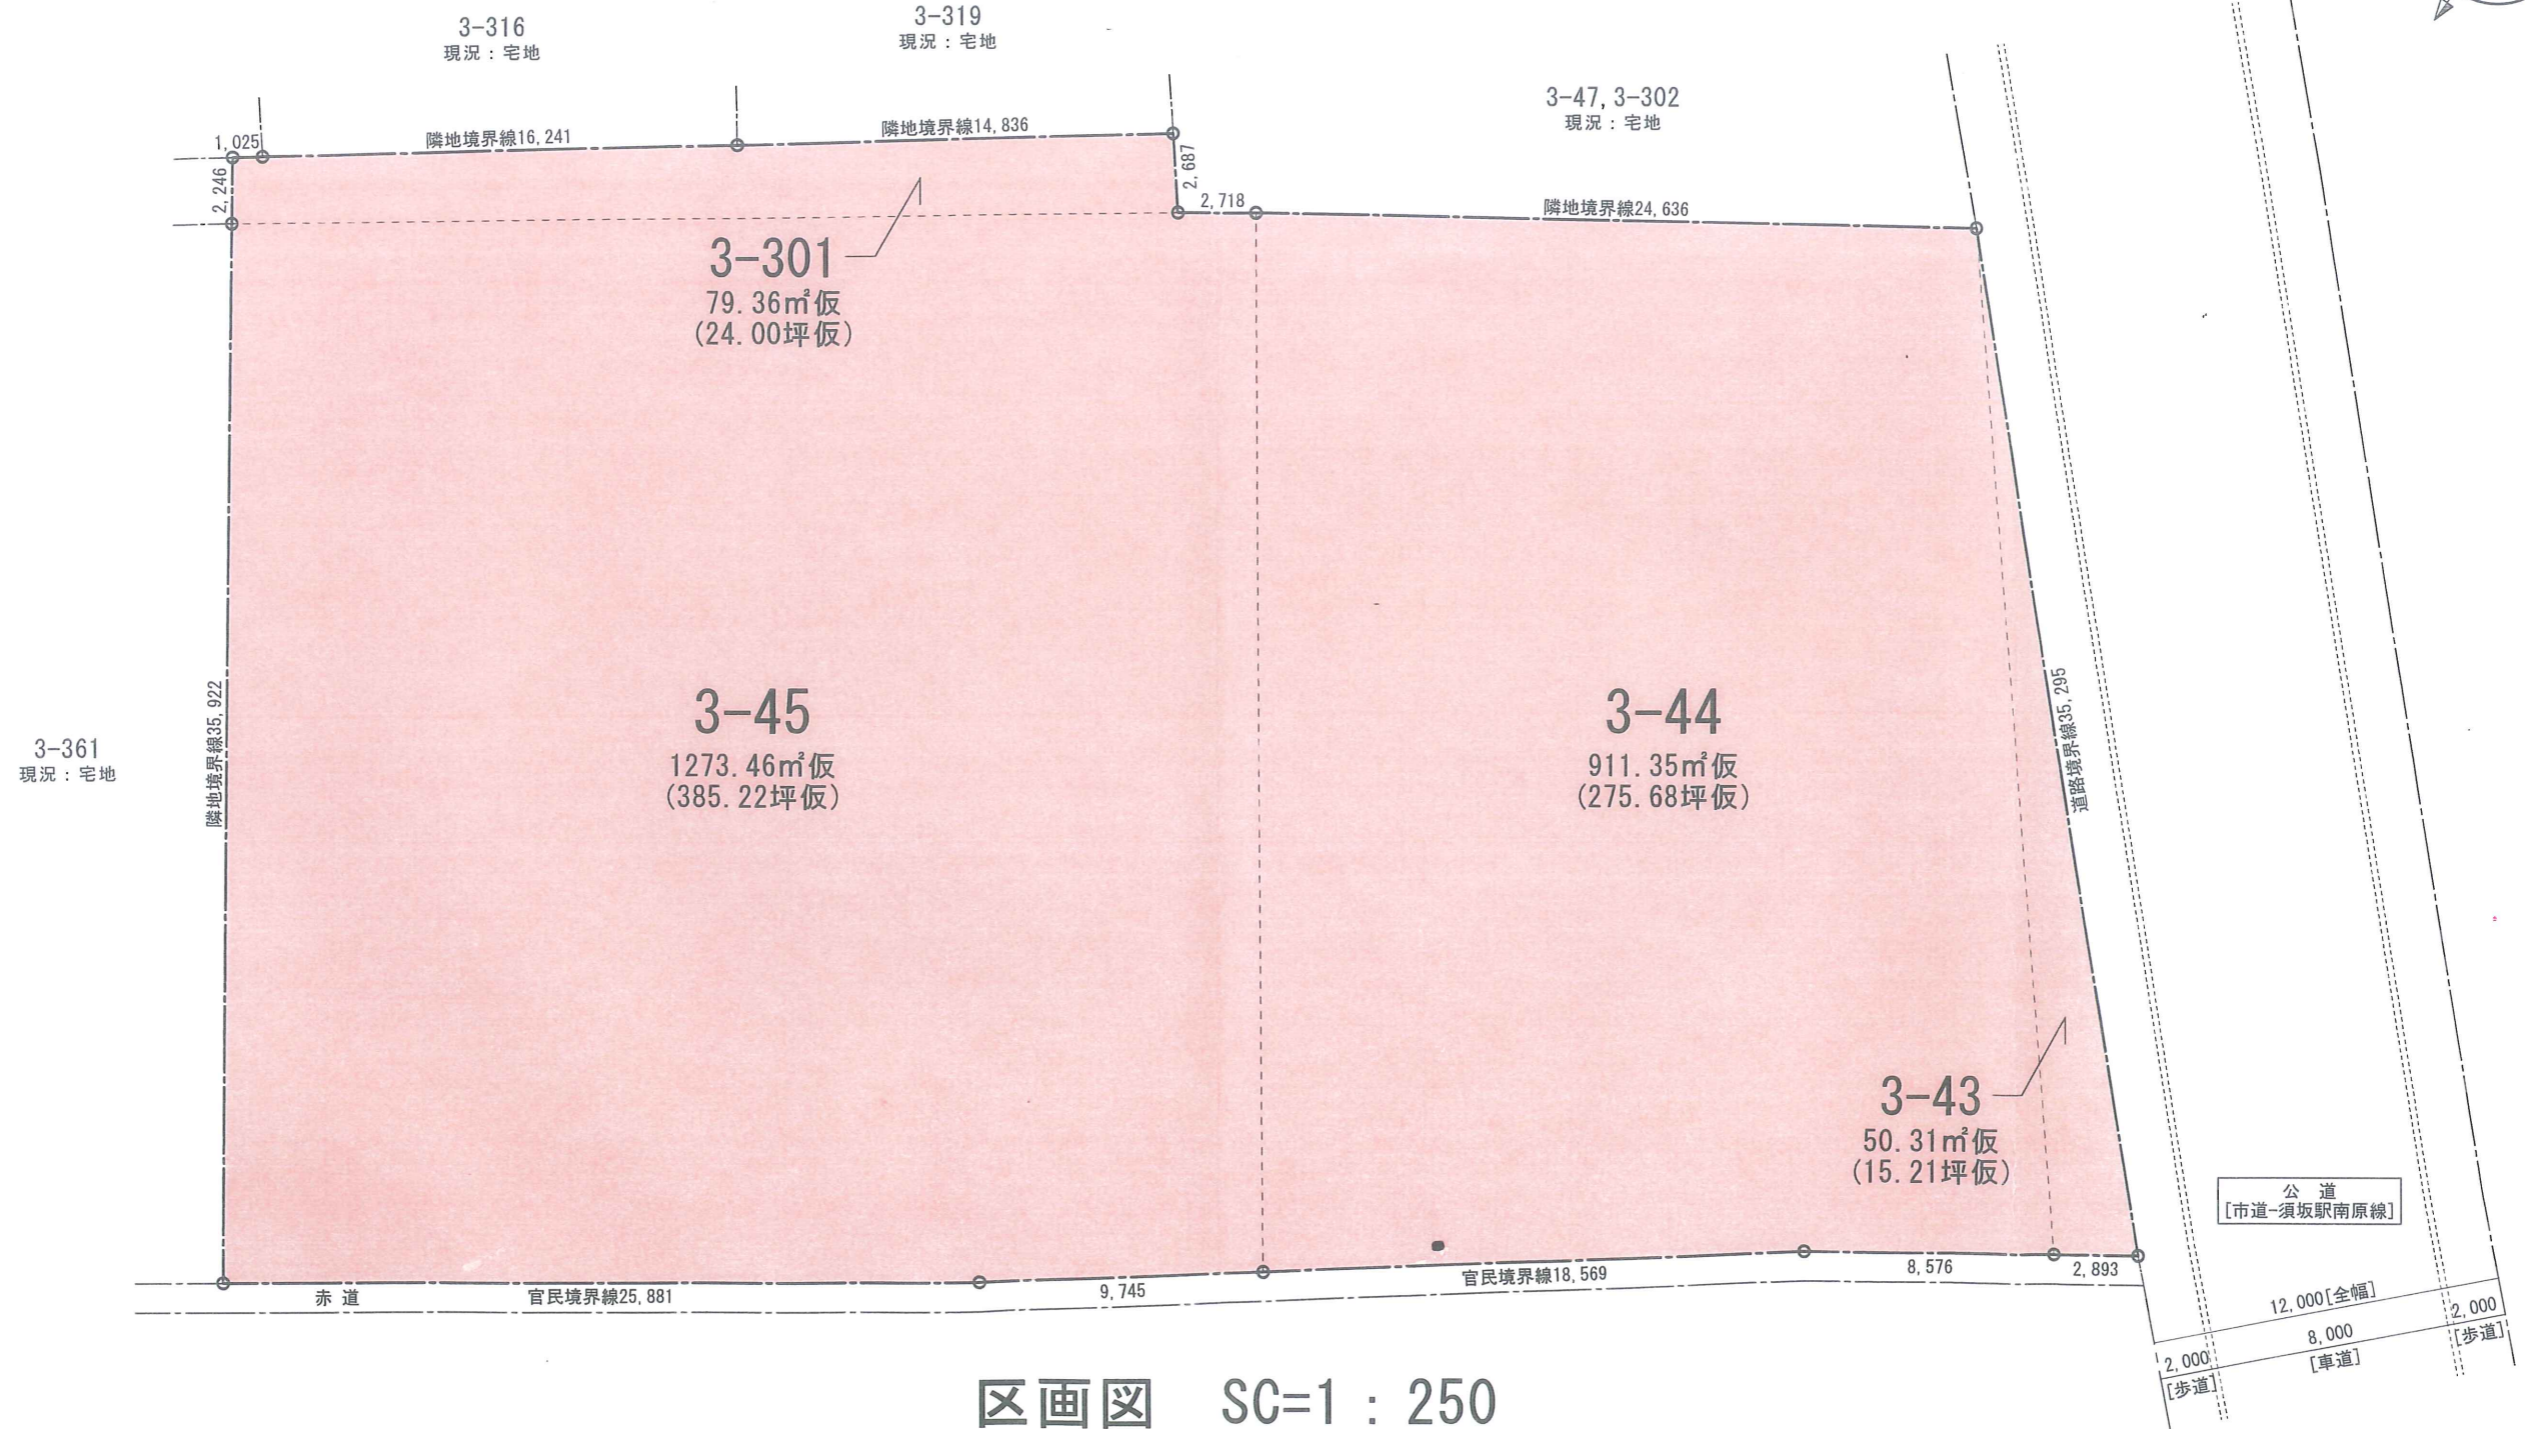 3-316
現況：宅地
3-319
現況：宅地
3-47, 3-302
現況：宅地
1,025
隣地境界線16,241
隣地境界線14,836
2,246
2,687
2,718
隣地境界線24,636
3-301
79.36㎡仮
(24.00坪仮)
3-361
現況：宅地
隣地境界線35,922
3-45
1273.46㎡仮
(385.22坪仮)
3-44
911.35㎡仮
(275.68坪仮)
道路境界線35,295
3-43
50.31㎡仮
(15.21坪仮)
公　道
[市道-須坂駅南原線]
赤 道
官民境界線25,881
9,745
官民境界線18,569
8,576
2,893
12,000[全幅]
2,000
[歩道]
8,000
[車道]
2,000
[歩道]
区画図　SC=1：250